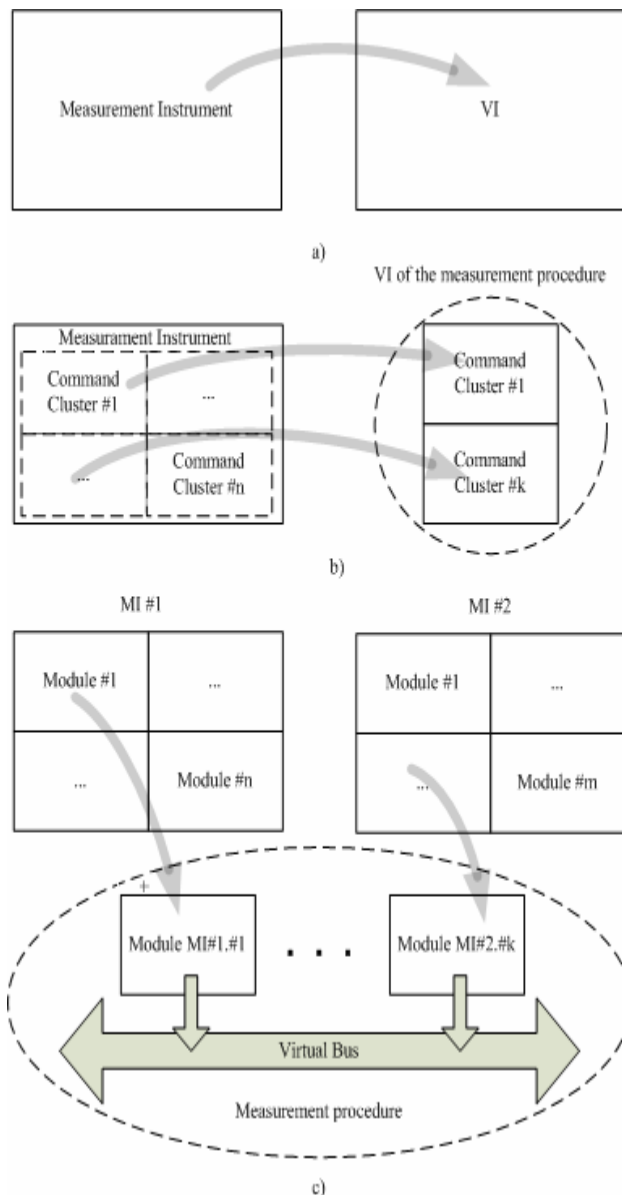 Measurement Instrument
VI
a)
VI of the measurement procedure
Measurament Instrument
Command
Cluster #1
...
...
Command
Cluster #n
Command
Cluster #1
Command
Cluster #k
b)
MI #1
MI #2
Module #1
...
...
Module #n
Module #1
...
...
Module #m
+
Module MI#1.#1
. . .
Module MI#2.#k
Virtual Bus
Measurement procedure
c)